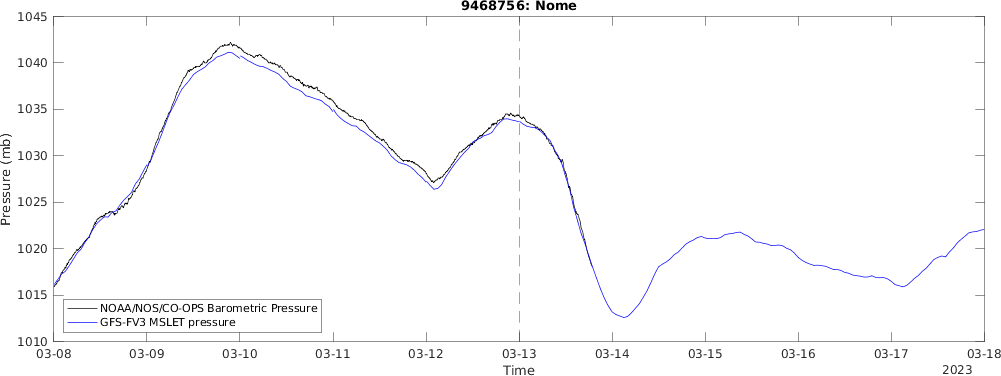 9468756: Nome
1045
1040
1035
1030
1025
1020
1015
1010
Pressure (mb)
NOAA/NOS/CO-OPS Barometric Pressure
GFS-FV3 MSLET pressure
03-08 03-09 03-10 03-11 03-12 03-13 03-14 03-15 03-16 03-17 03-18
Time
2023